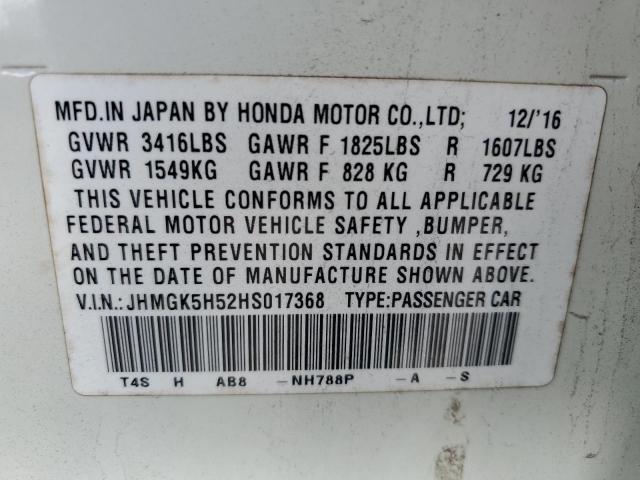 MFD.IN JAPAN BY HONDA MOTOR CO.,LTD; 12/'16
GVWR 3416LBS GAWR F 1825LBS R 1607LBS
GVWR 1549KG GAWR F 828 KG R 729 KG
THIS VEHICLE CONFORMS TO ALL APPLICABLE
FEDERAL MOTOR VEHICLE SAFETY ,BUMPER,
AND THEFT PREVENTION STANDARDS IN EFFECT
ON THE DATE OF MANUFACTURE SHOWN ABOVE.
V.I.N.:JHMGK5H52HS017368 TYPE:PASSENGER CAR
T4S H AB8 -NH788P -A -S